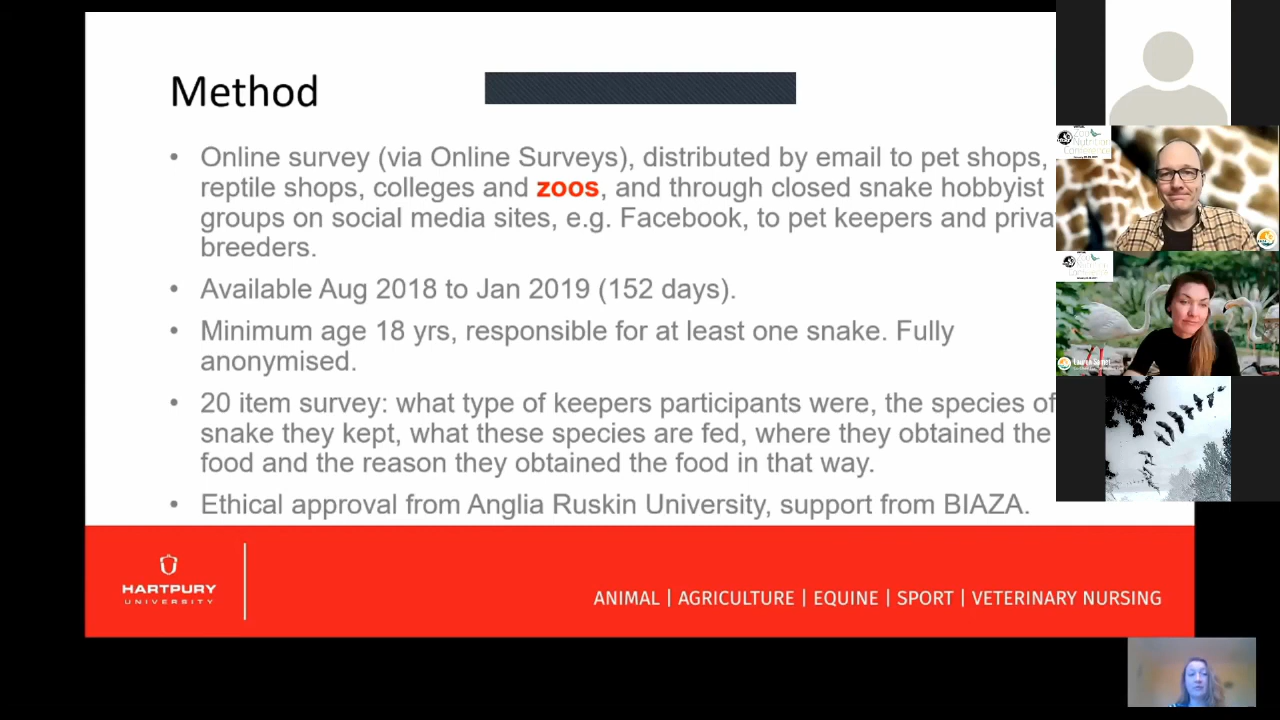 Method
• Online survey (via Online Surveys), distributed by email to pet shops,
reptile shops, colleges and zoos, and through closed snake hobbyist
groups on social media sites, e.g. Facebook, to pet keepers and priva
breeders.
• Available Aug 2018 to Jan 2019 (152 days).
• Minimum age 18 yrs, responsible for at least one snake. Fully
anonymised.
• 20 item survey: what type of keepers participants were, the species of
snake they kept, what these species are fed, where they obtained the
food and the reason they obtained the food in that way.
• Ethical approval from Anglia Ruskin University, support from BIAZA.
HARTPURY
UNIVERSITY
ANIMAL | AGRICULTURE | EQUINE | SPORT | VETERINARY NURSING
Zoo
Nutrition
Conference